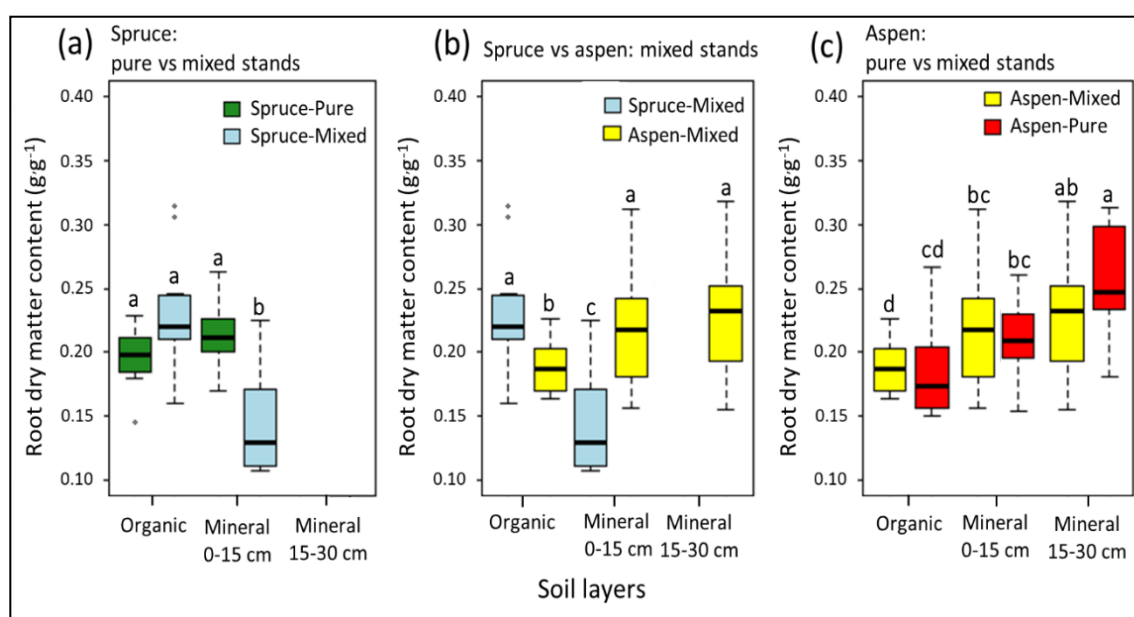 (a) Spruce:
pure vs mixed stands
Root dry matter content (g·g⁻¹)
0.40
0.35
0.30
0.25
0.20
0.15
0.10
Spruce-Pure
Spruce-Mixed
a
a
a
b
Organic
Mineral
0-15 cm
Mineral
15-30 cm
(b) Spruce vs aspen: mixed stands
Root dry matter content (g·g⁻¹)
0.40
0.35
0.30
0.25
0.20
0.15
0.10
Spruce-Mixed
Aspen-Mixed
a
b
c
a
a
Organic
Mineral
0-15 cm
Mineral
15-30 cm
(c) Aspen:
pure vs mixed stands
Root dry matter content (g·g⁻¹)
0.40
0.35
0.30
0.25
0.20
0.15
0.10
Aspen-Mixed
Aspen-Pure
d
cd
bc
bc
ab
a
Organic
Mineral
0-15 cm
Mineral
15-30 cm
Soil layers